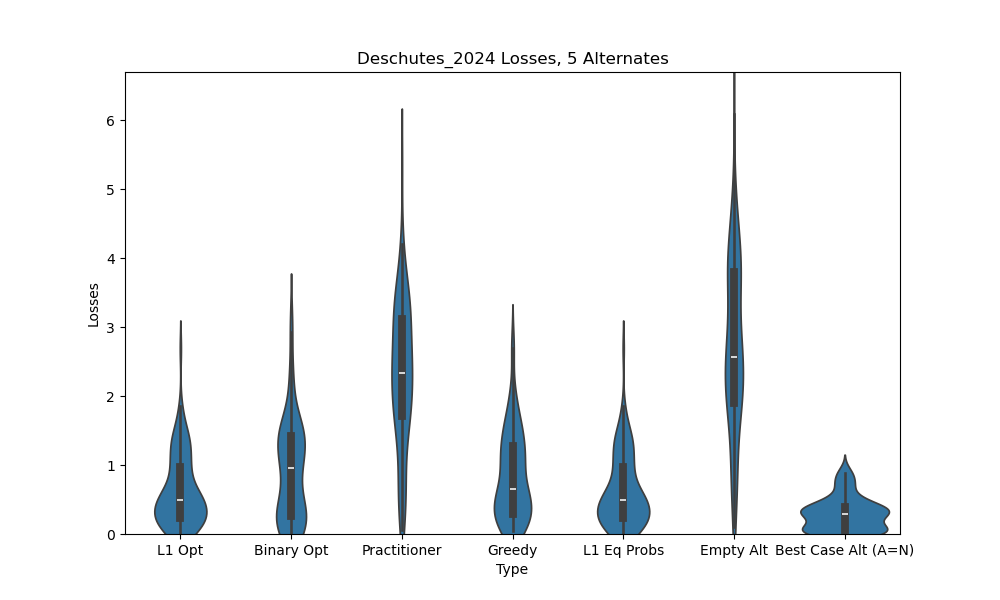 Deschutes_2024 Losses, 5 Alternates
6
5
4
3
2
1
0
Losses
L1 Opt
Binary Opt
Practitioner
Greedy
L1 Eq Probs
Empty Alt
Best Case Alt (A=N)
Type